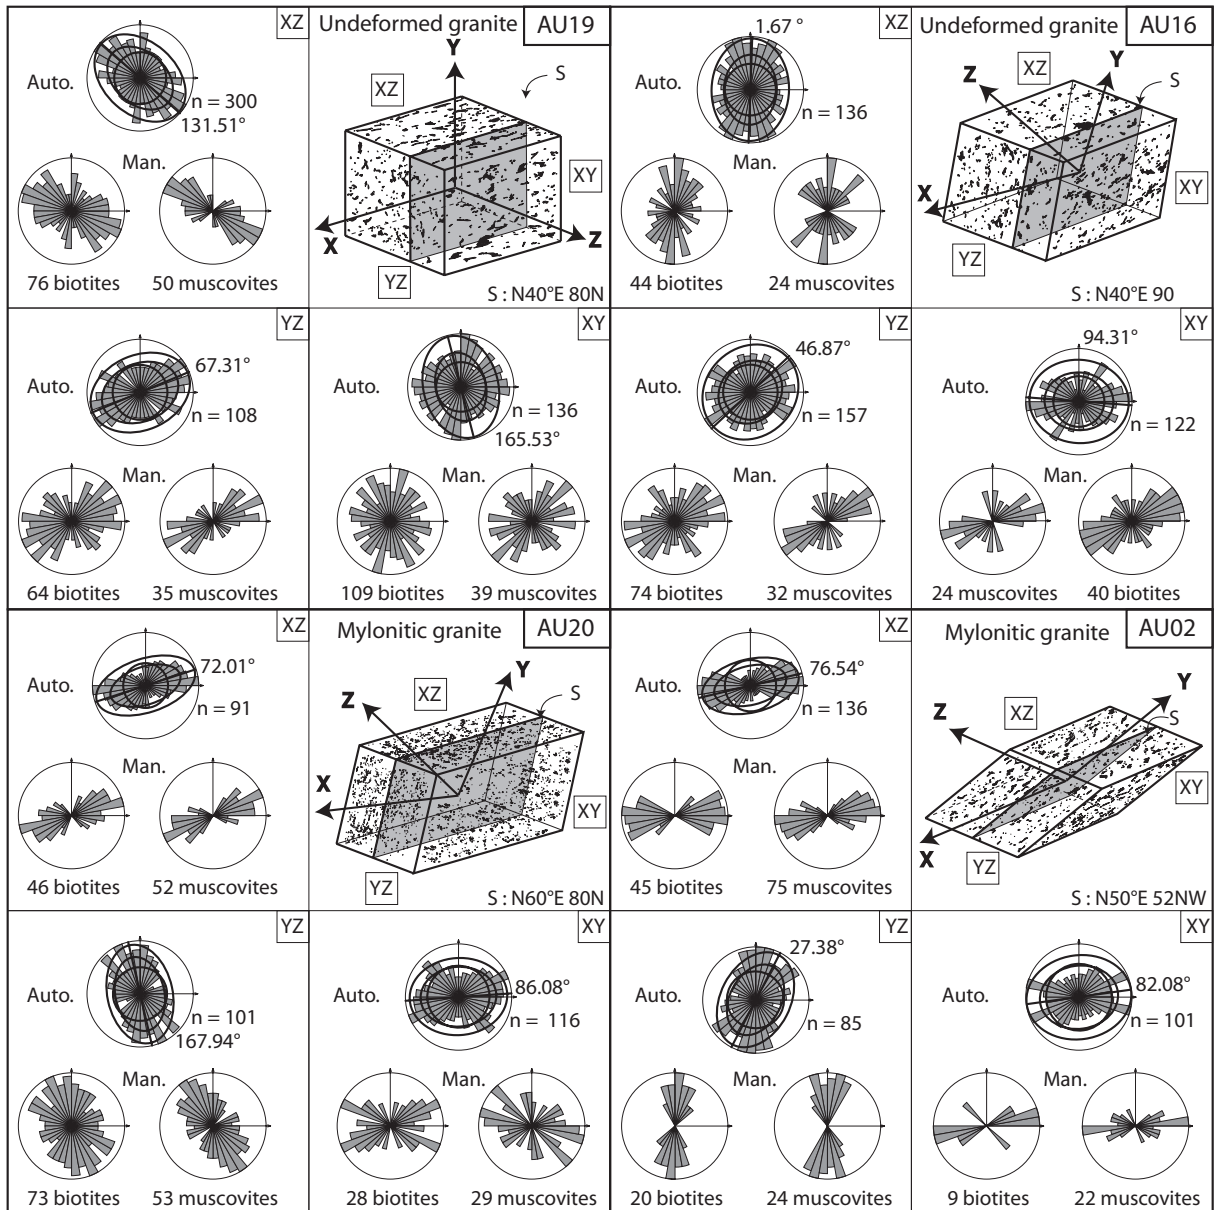 XZ
Auto.
n = 300
131.51°
Man.
76 biotites
50 muscovites
Undeformed granite
AU19
Y
XZ
S
XY
X
Z
YZ
S : N40°E 80N
XZ
1.67 °
Auto.
n = 136
Man.
44 biotites
24 muscovites
Undeformed granite
AU16
Z
XZ
Y
S
X
XY
YZ
S : N40°E 90
YZ
67.31°
Auto.
n = 108
Man.
64 biotites
35 muscovites
XY
Auto.
n = 136
165.53°
Man.
109 biotites
39 muscovites
YZ
46.87°
Auto.
n = 157
Man.
74 biotites
32 muscovites
XY
94.31°
Auto.
n = 122
Man.
24 muscovites
40 biotites
XZ
72.01°
Auto.
n = 91
Man.
46 biotites
52 muscovites
Mylonitic granite
AU20
Y
Z
XZ
S
X
XY
YZ
S : N60°E 80N
XZ
76.54°
Auto.
n = 136
Man.
45 biotites
75 muscovites
Mylonitic granite
AU02
Y
Z
XZ
S
XY
X
YZ
S : N50°E 52NW
YZ
Auto.
n = 101
167.94°
Man.
73 biotites
53 muscovites
XY
Auto.
86.08°
n = 116
Man.
28 biotites
29 muscovites
YZ
27.38°
Auto.
n = 85
Man.
20 biotites
24 muscovites
XY
Auto.
82.08°
n = 101
Man.
9 biotites
22 muscovites